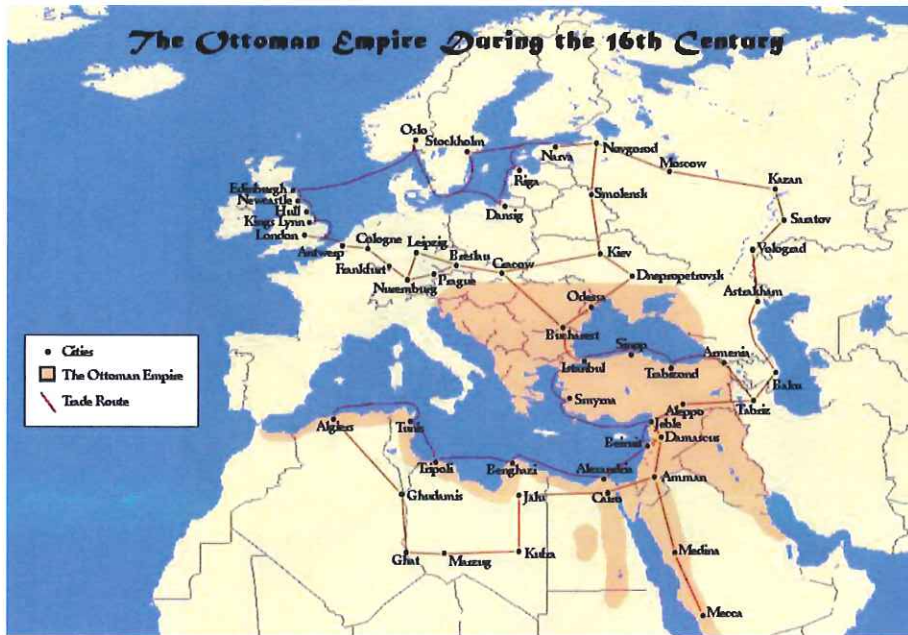 The Ottoman Empire During the 16th Century
Oslo
Stockholm
Narva
Novgorod
Moscow
Riga
Kazan
Edinburgh
Newcastle
Smolensk
Hull
Dansig
Kings Lynn
Saratov
London
Antwerp
Cologne
Leipzig
Breslau
Kiev
Volograd
Frankfurt
Cracow
Nuremburg
Prague
Dnepropetrovsk
Odessa
Astrakham
Bucharest
Cities
The Ottoman Empire
Trade Route
Sinop
Armenia
Istanbul
Trabizond
Baku
Smyrna
Aleppo
Tabriz
Algiers
Tunis
Jeble
Damascus
Beirut
Tripoli
Benghazi
Alexandria
Amman
Ghudamis
Jalu
Cairo
Ghat
Marzug
Kufra
Medina
Mecca